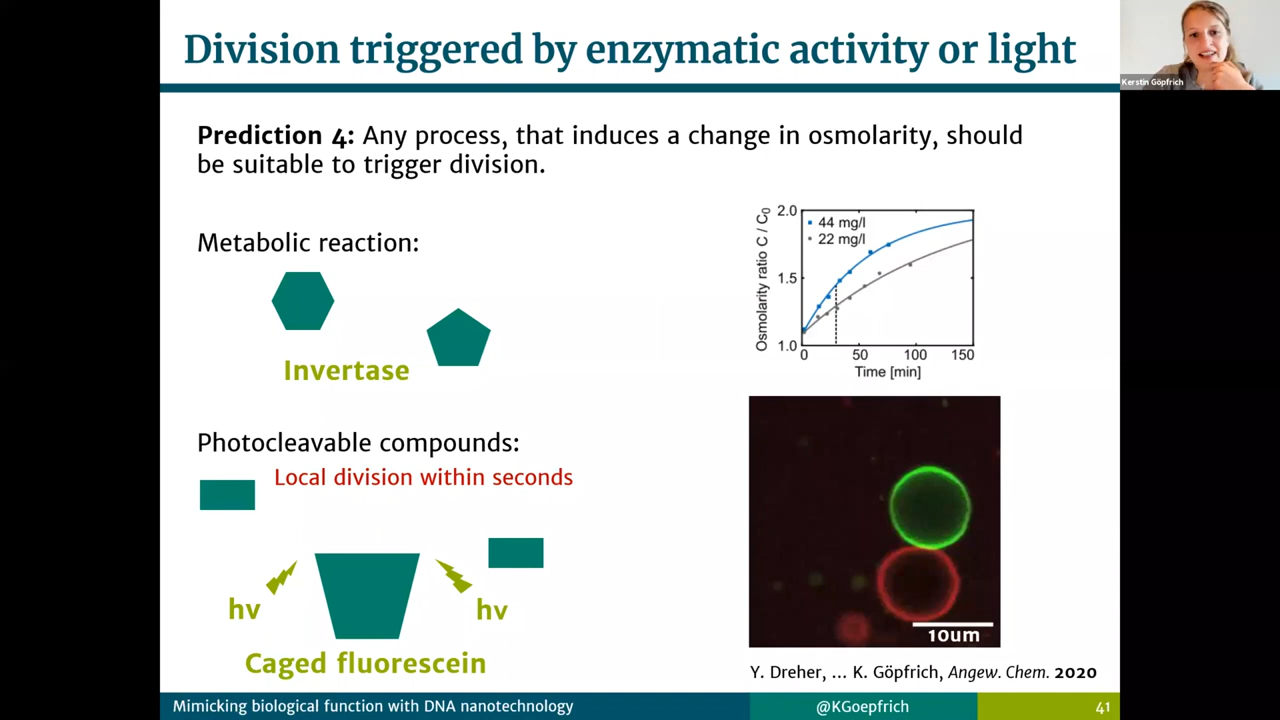 Division triggered by enzymatic activity or light
Kerstin Göpfrich
Prediction 4: Any process, that induces a change in osmolarity, should
be suitable to trigger division.
Metabolic reaction:
Invertase
Photocleavable compounds:
Local division within seconds
hv
hv
Caged fluorescein
Osmolarity ratio C / C0
2.0
1.5
1.0
44 mg/l
22 mg/l
0 50 100 150
Time [min]
10um
Y. Dreher, ... K. Göpfrich, Angew. Chem. 2020
Mimicking biological function with DNA nanotechnology
@KGoepfrich
41